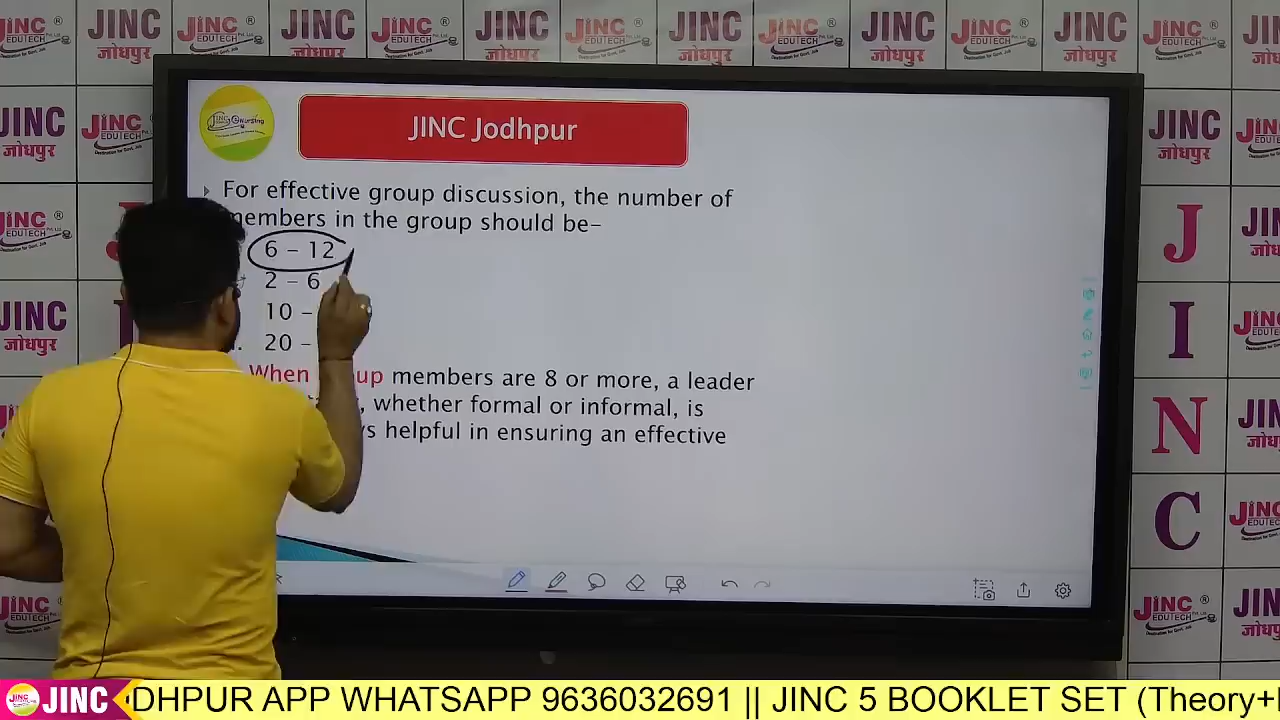 JINC Jodhpur
For effective group discussion, the number of
members in the group should be-
6 - 12
2 - 6
10 -
20 -
When members are 8 or more, a leader
whether formal or informal, is
helpful in ensuring an effective
JINC
EDUTECH
जोधपुर
J
I
N
C
JINC DHPUR APP WHATSAPP 9636032691 || JINC 5 BOOKLET SET (Theory+